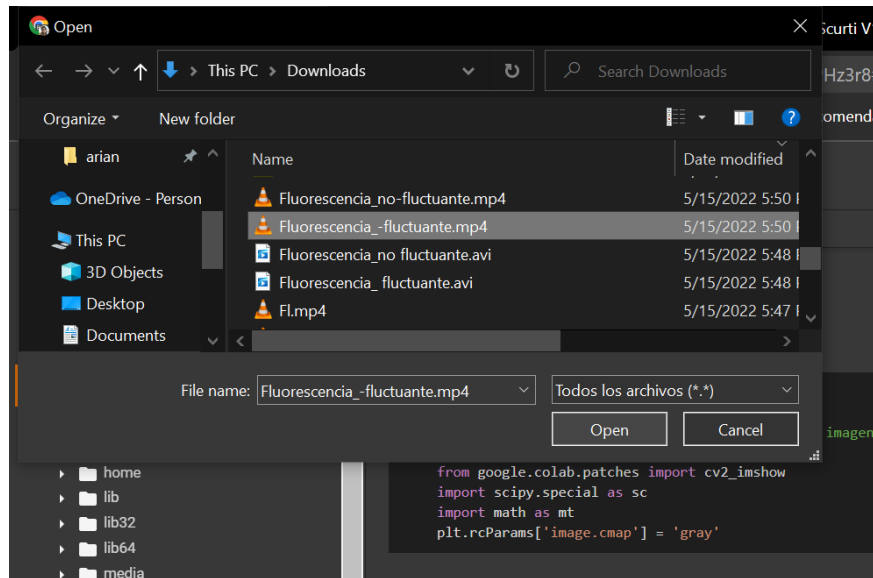 Open
Scurti V
This PC > Downloads
Search Downloads
Hz3r8
Organize
New folder
?
omend
arian
Name
Date modified
OneDrive - Person
Fluorescencia_no-fluctuante.mp4
5/15/2022 5:50
This PC
Fluorescencia_-fluctuante.mp4
5/15/2022 5:50
3D Objects
Fluorescencia_no fluctuante.avi
5/15/2022 5:48
Desktop
Fluorescencia_ fluctuante.avi
5/15/2022 5:48
Documents
Fl.mp4
5/15/2022 5:47
File name:
Fluorescencia_-fluctuante.mp4
Todos los archivos (*.*)
Open
Cancel
imagen
home
lib
lib32
lib64
media
from google.colab.patches import cv2_imshow
import scipy.special as sc
import math as mt
plt.rcParams['image.cmap'] = 'gray'